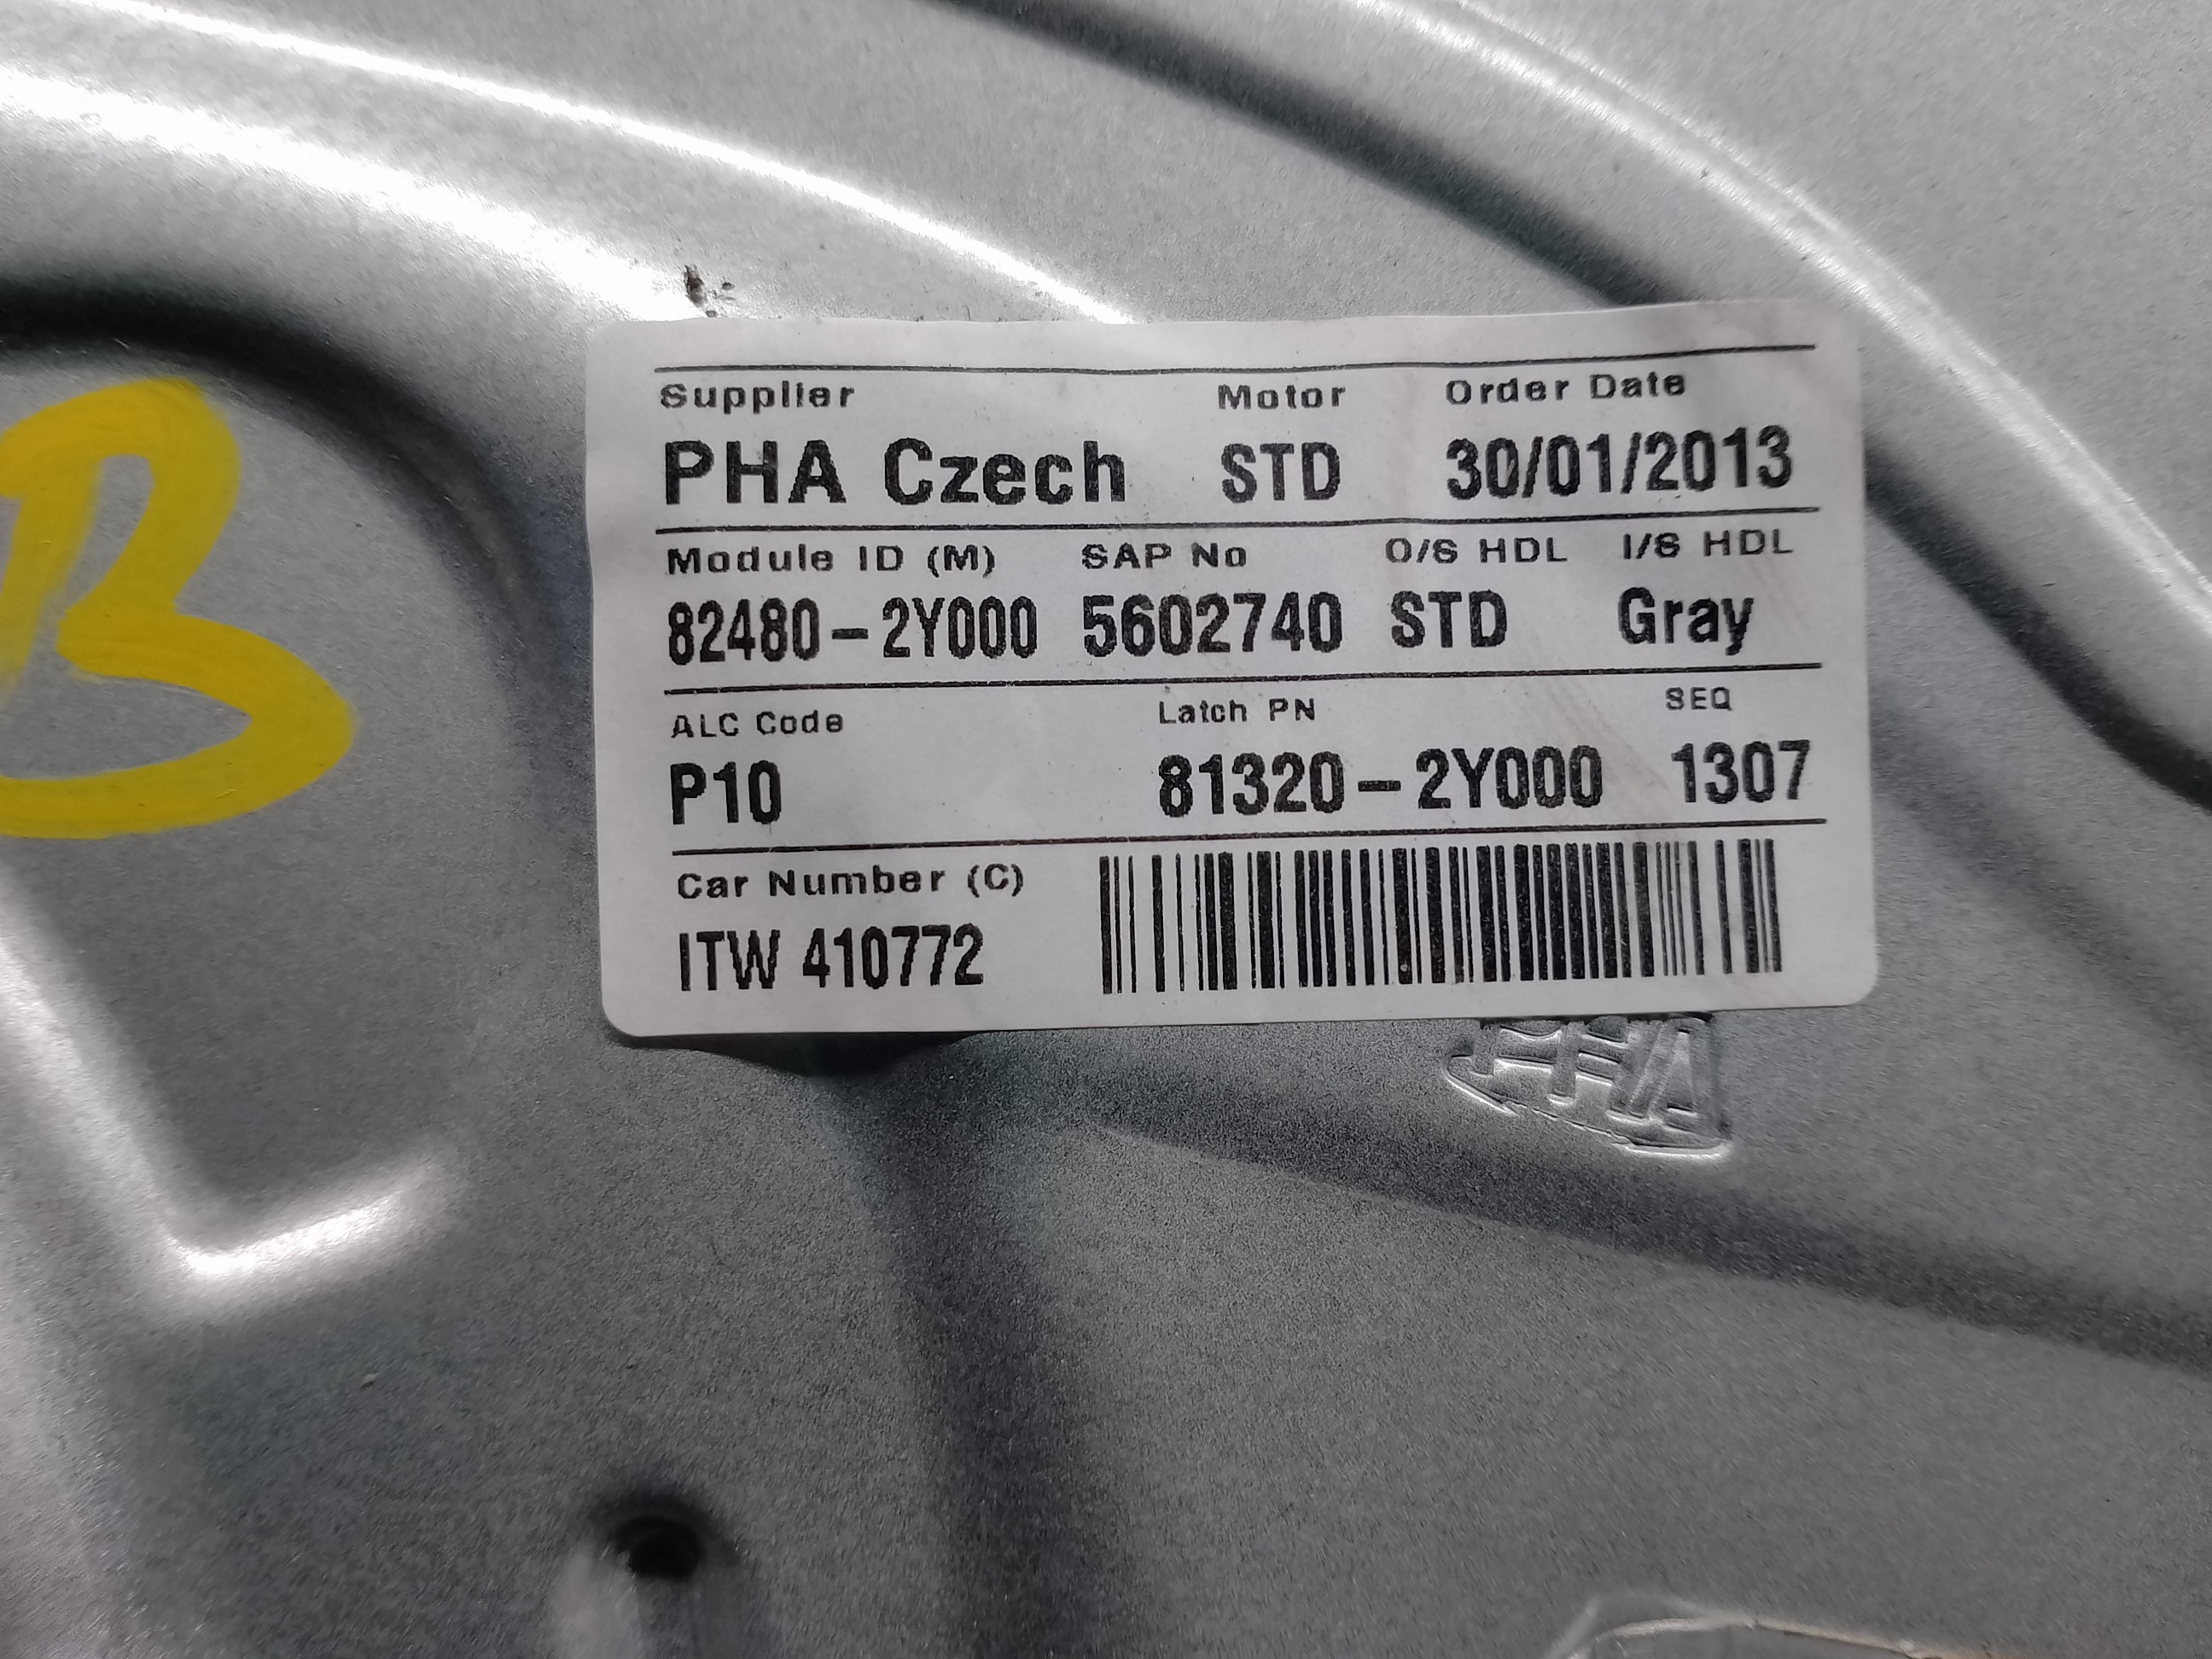 Supplier Motor Order Date
PHA Czech STD 30/01/2013
Module ID (M) SAP No O/S HDL I/S HDL
82480-2Y000 5602740 STD Gray
ALC Code Latch PN SEQ
P10 81320-2Y000 1307
Car Number (C)
ITW 410772
PHA
B